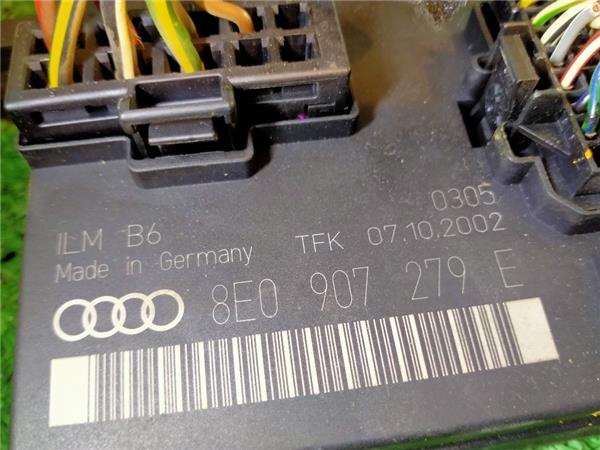 0305
ILM B6 TFK 07.10.2002
Made in Germany
8E0 907 279 E